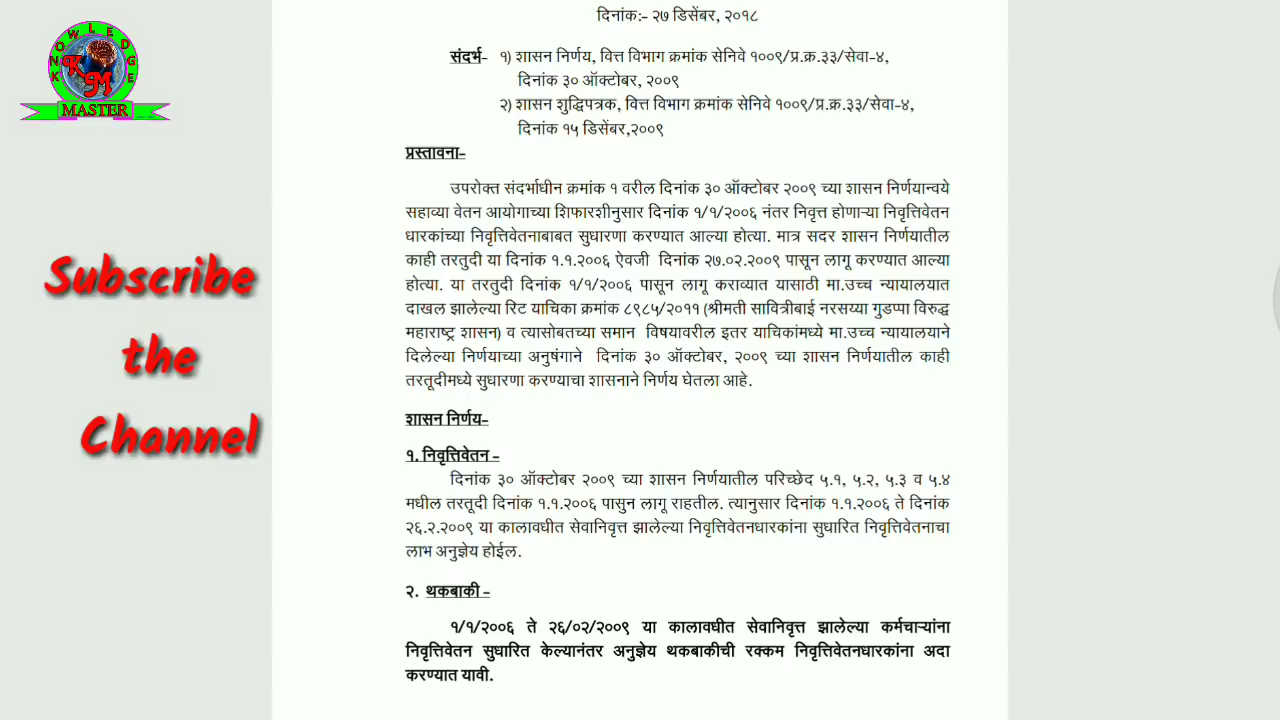 KNOWLEDGE
KM
MASTER
Subscribe
the
Channel
दिनांक:- २७ डिसेंबर, २०१८
संदर्भ- १) शासन निर्णय, वित्त विभाग क्रमांक सेनिवे १००९/प्र.क्र.३३/सेवा-४,
दिनांक ३० ऑक्टोबर, २००९
२) शासन शुद्धिपत्रक, वित्त विभाग क्रमांक सेनिवे १००९/प्र.क्र.३३/सेवा-४,
दिनांक १५ डिसेंबर,२००९
प्रस्तावना-
उपरोक्त संदर्भाधीन क्रमांक १ वरील दिनांक ३० ऑक्टोबर २००९ च्या शासन निर्णयान्वये
सहाव्या वेतन आयोगाच्या शिफारशीनुसार दिनांक १/१/२००६ नंतर निवृत्त होणाऱ्या निवृत्तिवेतन
धारकांच्या निवृत्तिवेतनाबाबत सुधारणा करण्यात आल्या होत्या. मात्र सदर शासन निर्णयातील
काही तरतुदी या दिनांक १.१.२००६ ऐवजी दिनांक २७.०२.२००९ पासून लागू करण्यात आल्या
होत्या. या तरतुदी दिनांक १/१/२००६ पासून लागू कराव्यात यासाठी मा.उच्च न्यायालयात
दाखल झालेल्या रिट याचिका क्रमांक ८९८५/२०११ (श्रीमती सावित्रीबाई नरसय्या गुडप्पा विरुद्ध
महाराष्ट्र शासन) व त्यासोबतच्या समान विषयावरील इतर याचिकांमध्ये मा.उच्च न्यायालयाने
दिलेल्या निर्णयाच्या अनुषंगाने दिनांक ३० ऑक्टोबर, २००९ च्या शासन निर्णयातील काही
तरतूदीमध्ये सुधारणा करण्याचा शासनाने निर्णय घेतला आहे.
शासन निर्णय-
१. निवृत्तिवेतन -
दिनांक ३० ऑक्टोबर २००९ च्या शासन निर्णयातील परिच्छेद ५.१, ५.२, ५.३ व ५.४
मधील तरतूदी दिनांक १.१.२००६ पासुन लागू राहतील. त्यानुसार दिनांक १.१.२००६ ते दिनांक
२६.२.२००९ या कालावधीत सेवानिवृत्त झालेल्या निवृत्तिवेतनधारकांना सुधारित निवृत्तिवेतनाचा
लाभ अनुज्ञेय होईल.
२. थकबाकी -
१/१/२००६ ते २६/०२/२००९ या कालावधीत सेवानिवृत्त झालेल्या कर्मचाऱ्यांना
निवृत्तिवेतन सुधारित केल्यानंतर अनुज्ञेय थकबाकीची रक्कम निवृत्तिवेतनधारकांना अदा
करण्यात यावी.